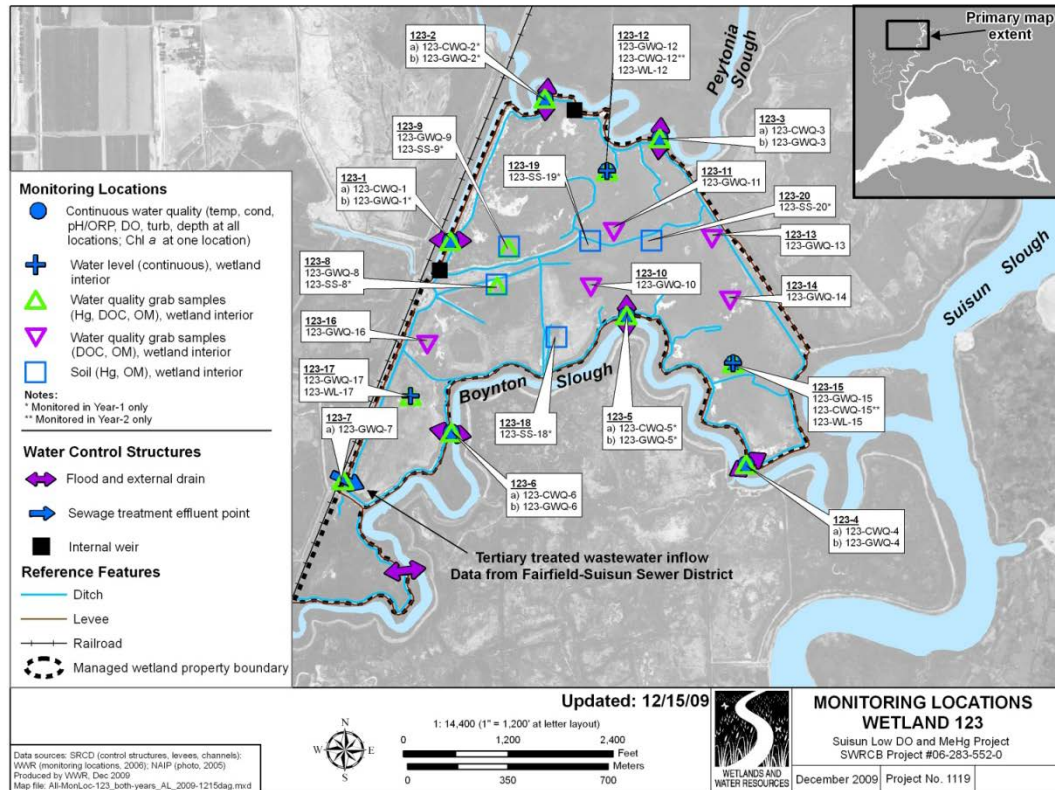 Primary map
extent
Peytonia
Slough
123-2
a) 123-CWQ-2*
b) 123-GWQ-2*
123-12
123-GWQ-12
123-CWQ-12**
123-WL-12
123-3
a) 123-CWQ-3
b) 123-GWQ-3
123-9
123-GWQ-9
123-SS-9*
123-19
123-SS-19*
123-11
123-GWQ-11
123-1
a) 123-CWQ-1
b) 123-GWQ-1*
123-20
123-SS-20*
123-13
123-GWQ-13
123-8
123-GWQ-8
123-SS-8*
123-10
123-GWQ-10
123-14
123-GWQ-14
123-16
123-GWQ-16
Suisun Slough
Boynton Slough
123-17
123-GWQ-17
123-WL-17
123-7
a) 123-GWQ-7
123-18
123-SS-18*
123-5
a) 123-CWQ-5*
b) 123-GWQ-5*
123-15
123-GWQ-15
123-CWQ-15**
123-WL-15
123-6
a) 123-CWQ-6
b) 123-GWQ-6
123-4
a) 123-CWQ-4
b) 123-GWQ-4
Tertiary treated wastewater inflow
Data from Fairfield-Suisun Sewer District
Monitoring Locations
Continuous water quality (temp, cond,
pH/ORP, DO, turb, depth at all
locations; Chl a at one location)
Water level (continuous), wetland
interior
Water quality grab samples
(Hg, DOC, OM), wetland interior
Water quality grab samples
(DOC, OM), wetland interior
Soil (Hg, OM), wetland interior
Notes:
* Monitored in Year-1 only
** Monitored in Year-2 only
Water Control Structures
Flood and external drain
Sewage treatment effluent point
Internal weir
Reference Features
Ditch
Levee
Railroad
Managed wetland property boundary
Data sources: SRCD (control structures, levees, channels);
WWR (monitoring locations, 2006); NAIP (photo, 2005)
Produced by WWR, Dec 2009
Map file: All-MonLoc-123_both-years_AL_2009-1215dag.mxd
N
W E
S
Updated: 12/15/09
1: 14,400 (1" = 1,200' at letter layout)
0 1,200 2,400
Feet
Meters
0 350 700
WETLANDS AND
WATER RESOURCES
MONITORING LOCATIONS
WETLAND 123
Suisun Low DO and MeHg Project
SWRCB Project #06-283-552-0
December 2009 Project No. 1119